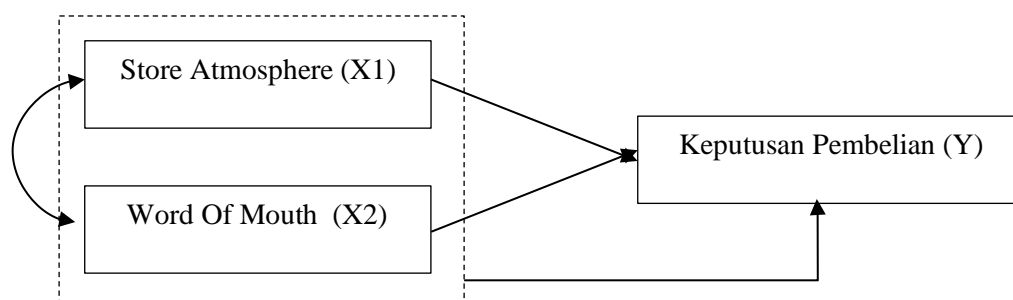 Store Atmosphere (X1)
Keputusan Pembelian (Y)
Word Of Mouth (X2)